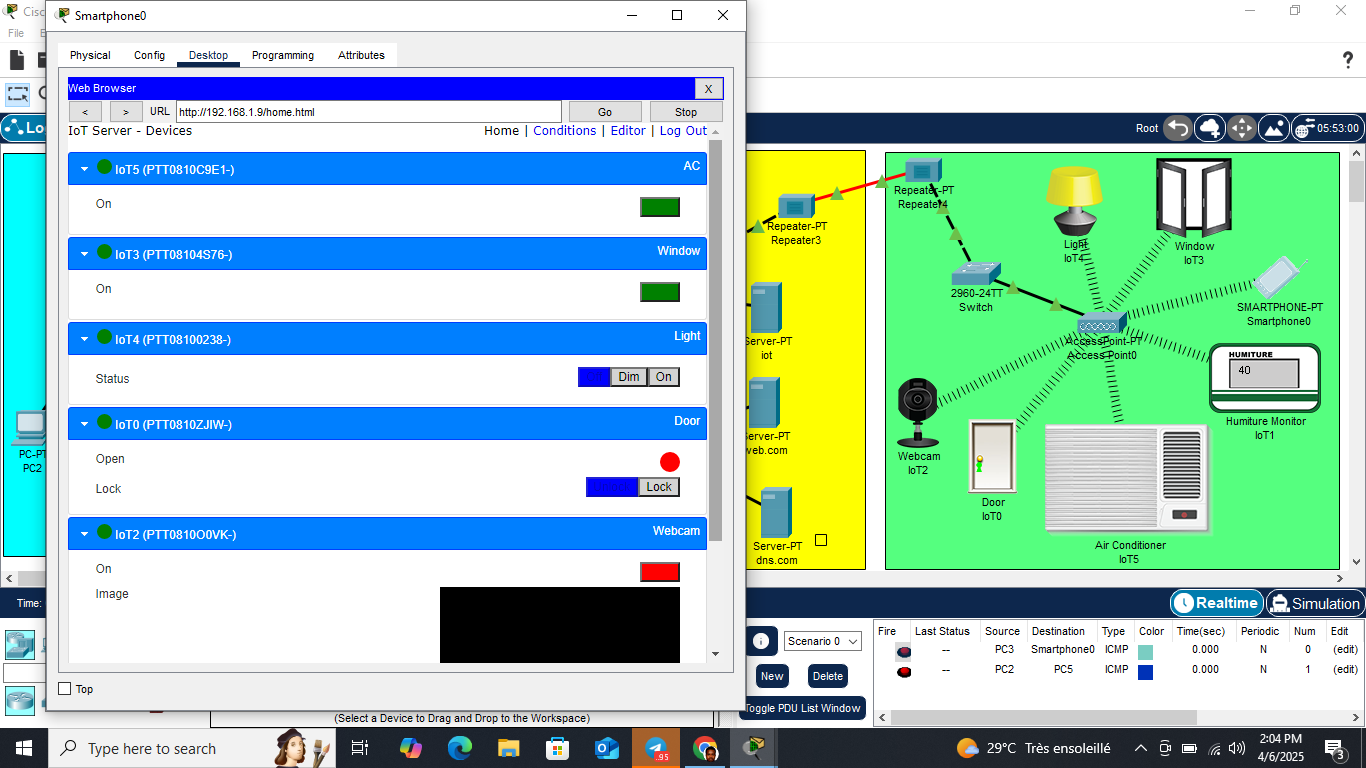 Cisc
Smartphone0
File
E
Physical Config Desktop Programming Attributes
?
Web Browser
X
< > URL http://192.168.1.9/home.html Go Stop
IoT Server - Devices
Home | Conditions | Editor | Log Out
IoT5 (PTT0810C9E1-) AC
On
IoT3 (PTT08104S76-) Window
On
IoT4 (PTT08100238-) Light
Status Dim On
IoT0 (PTT0810ZJIW-) Door
Open
Lock Lock
IoT2 (PTT0810O0VK-) Webcam
On
Image
Top
Log
Root
05:53:00
PC-PT
PC2
Repeater-PT
Repeater3
Server-PT
iot
Server-PT
web.com
Server-PT
dns.com
Repeater-PT
Repeater4
2960-24TT
Switch
Light
IoT4
Window
IoT3
SMARTPHONE-PT
Smartphone0
AccessPoint-PT
Access Point0
HUMITURE
40
Humiture Monitor
IoT1
Webcam
IoT2
Door
IoT0
Air Conditioner
IoT5
Time:
Realtime
Simulation
Scenario 0
New Delete
Toggle PDU List Window
Fire Last Status Source Destination Type Color Time(sec) Periodic Num Edit
-- PC3 Smartphone0 ICMP 0.000 N 0 (edit)
-- PC2 PC5 ICMP 0.000 N 1 (edit)
(Select a Device to Drag and Drop to the Workspace)
Type here to search
.95
29°C Très ensoleillé
2:04 PM
4/6/2025
3